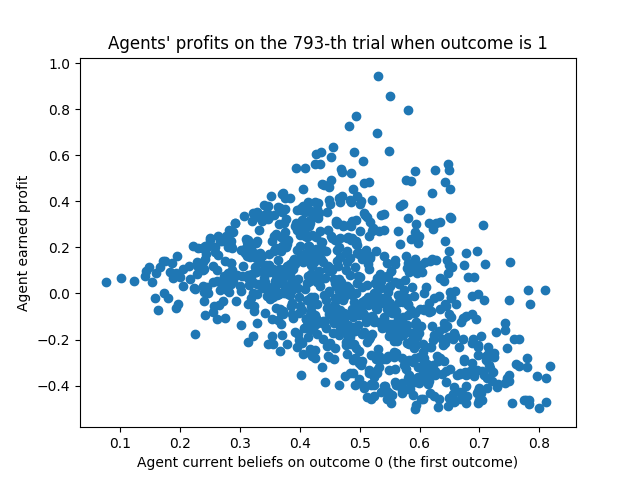 Agents' profits on the 793-th trial when outcome is 1
1.0
0.8
0.6
0.4
0.2
0.0
−0.2
−0.4
Agent earned profit
0.1 0.2 0.3 0.4 0.5 0.6 0.7 0.8
Agent current beliefs on outcome 0 (the first outcome)